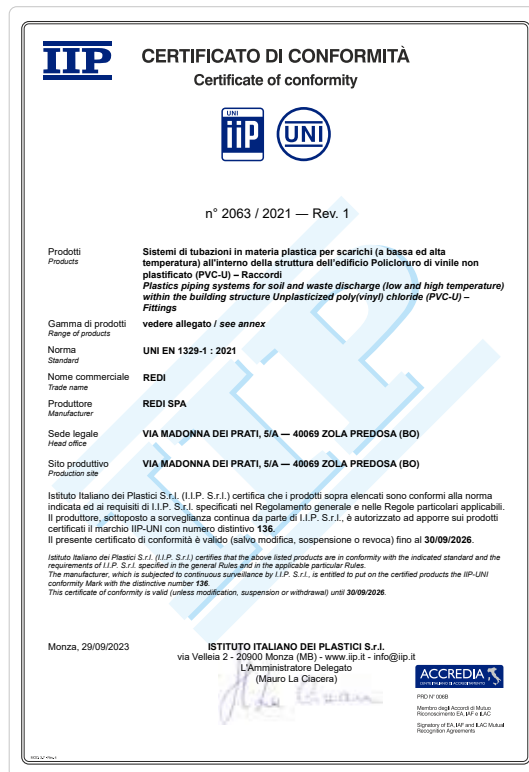 IIP
CERTIFICATO DI CONFORMITÀ
Certificate of conformity
UNI
iiP
UNI
n° 2063 / 2021 — Rev. 1
Prodotti
Products
Sistemi di tubazioni in materia plastica per scarichi (a bassa ed alta
temperatura) all'interno della struttura dell'edificio Policloruro di vinile non
plastificato (PVC-U) – Raccordi
Plastics piping systems for soil and waste discharge (low and high temperature)
within the building structure Unplasticized poly(vinyl) chloride (PVC-U) –
Fittings
Gamma di prodotti
Range of products
vedere allegato / see annex
Norma
Standard
UNI EN 1329-1 : 2021
Nome commerciale
Trade name
REDI
Produttore
Manufacturer
REDI SPA
Sede legale
Head office
VIA MADONNA DEI PRATI, 5/A — 40069 ZOLA PREDOSA (BO)
Sito produttivo
Production site
VIA MADONNA DEI PRATI, 5/A — 40069 ZOLA PREDOSA (BO)
Istituto Italiano dei Plastici S.r.l. (I.I.P. S.r.l.) certifica che i prodotti sopra elencati sono conformi alla norma
indicata ed ai requisiti di I.I.P. S.r.l. specificati nel Regolamento generale e nelle Regole particolari applicabili.
Il produttore, sottoposto a sorveglianza continua da parte di I.I.P. S.r.l., è autorizzato ad apporre sui prodotti
certificati il marchio IIP-UNI con numero distintivo 136.
Il presente certificato di conformità è valido (salvo modifica, sospensione o revoca) fino al 30/09/2026.
Istituto Italiano dei Plastici S.r.l. (I.I.P. S.r.l.) certifies that the above listed products are in conformity with the indicated standard and the
requirements of I.I.P. S.r.l. specified in the general Rules and in the applicable particular Rules.
The manufacturer, which is subjected to continuous surveillance by I.I.P. S.r.l., is entitled to put on the certified products the IIP-UNI
conformity Mark with the distinctive number 136.
This certificate of conformity is valid (unless modification, suspension or withdrawal) until 30/09/2026.
Monza, 29/09/2023
ISTITUTO ITALIANO DEI PLASTICI S.r.l.
via Velleia 2 - 20900 Monza (MB) - www.iip.it - info@iip.it
L'Amministratore Delegato
(Mauro La Ciacera)
ACCREDIA
L'ENTE ITALIANO DI ACCREDITAMENTO
PRD N° 006B
Membro degli Accordi di Mutuo
Riconoscimento EA, IAF e ILAC
Signatory of EA, IAF and ILAC Mutual
Recognition Agreements